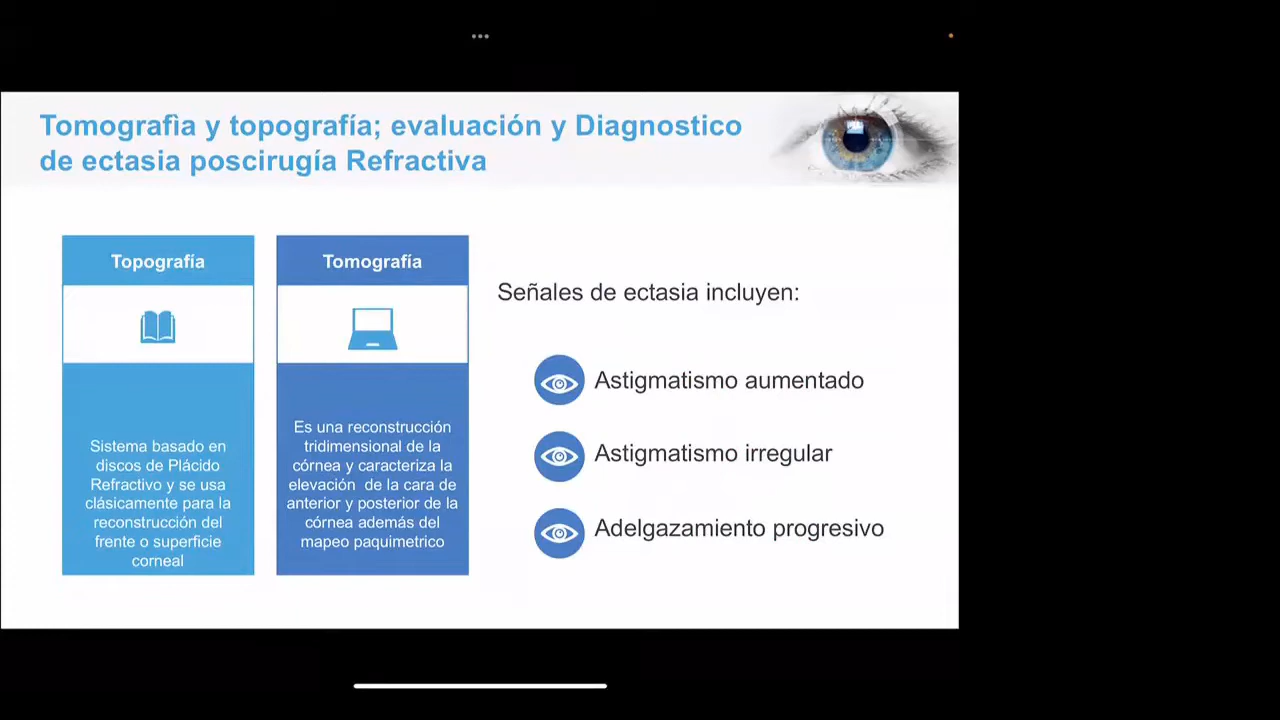 Tomografìa y topografía; evaluación y Diagnostico
de ectasia poscirugía Refractiva
Topografía
Sistema basado en
discos de Plácido
Refractivo y se usa
clásicamente para la
reconstrucción del
frente o superficie
corneal
Tomografía
Es una reconstrucción
tridimensional de la
córnea y caracteriza la
elevación de la cara de
anterior y posterior de la
córnea además del
mapeo paquimetrico
Señales de ectasia incluyen:
Astigmatismo aumentado
Astigmatismo irregular
Adelgazamiento progresivo